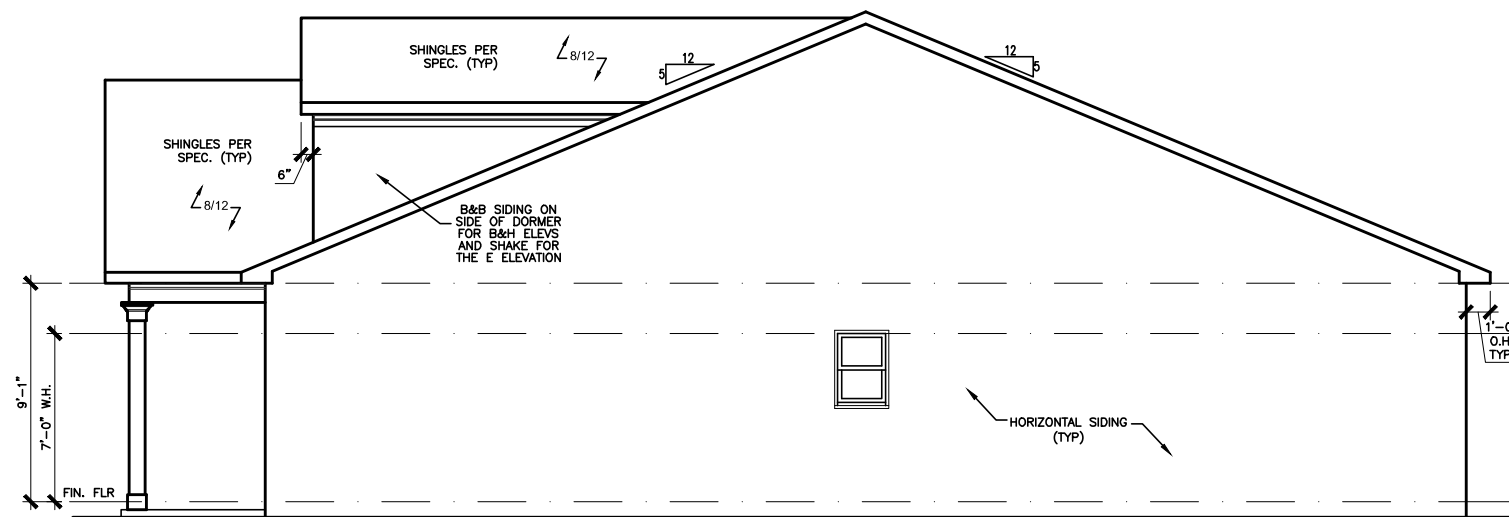 SHINGLES PER
SPEC. (TYP)
8/12
12
5
12
5
SHINGLES PER
SPEC. (TYP)
8/12
6"
B&B SIDING ON
SIDE OF DORMER
FOR B&H ELEVS
AND SHAKE FOR
THE E ELEVATION
9'-1"
7'-0" W.H.
FIN. FLR
HORIZONTAL SIDING
(TYP)
O.H
TYP